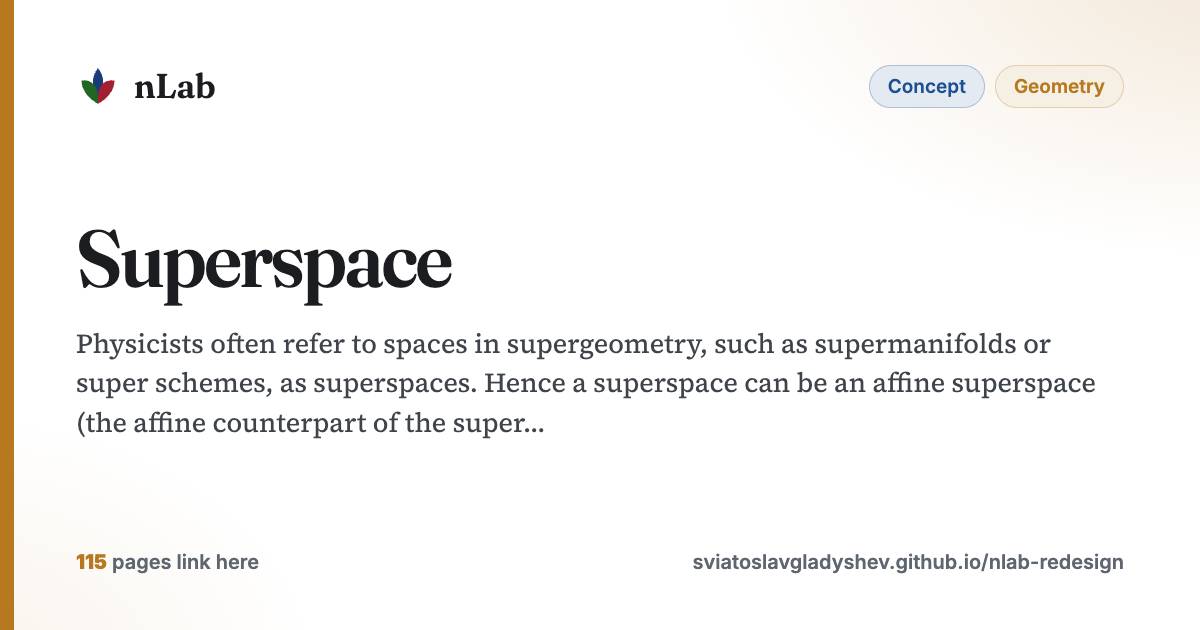 nLab
Concept
Geometry
Superspace
Physicists often refer to spaces in supergeometry, such as supermanifolds or
super schemes, as superspaces. Hence a superspace can be an affine superspace
(the affine counterpart of the super...
115 pages link here
sviatoslavgladyshev.github.io/nlab-redesign